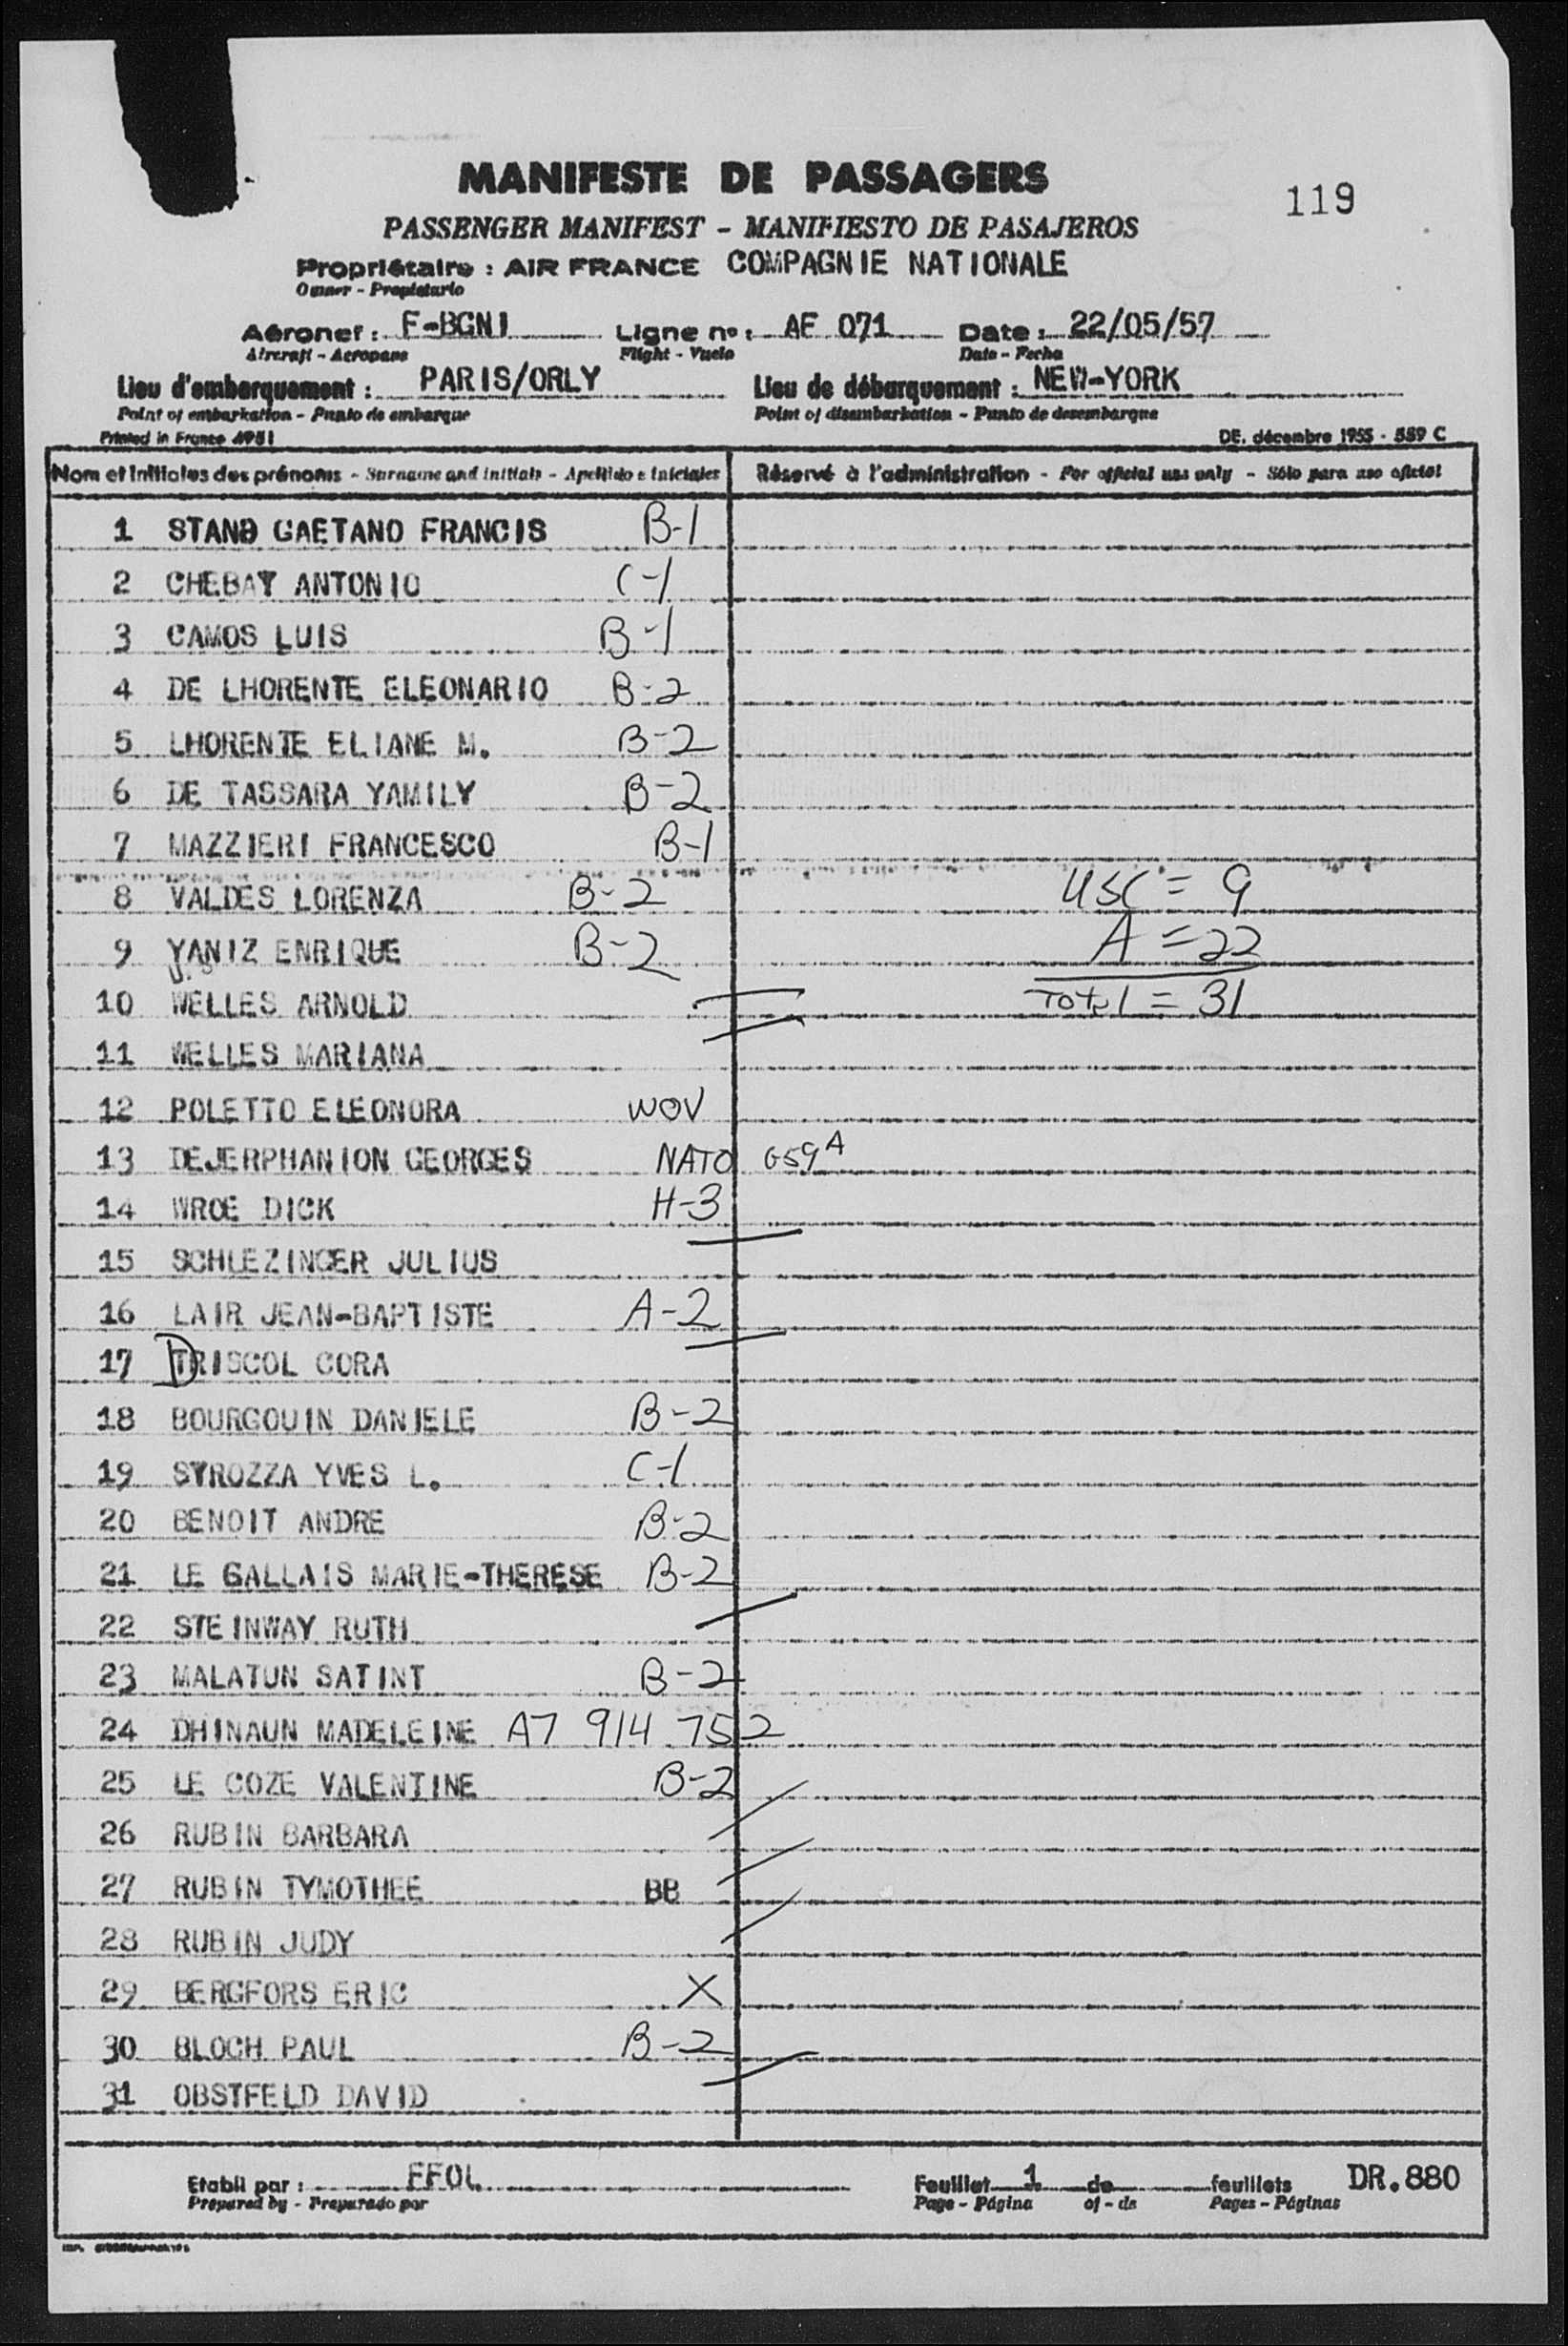 MANIFESTE DE PASSAGERS
119
PASSENGER MANIFEST - MANIFIESTO DE PASAJEROS
Propriétaire : AIR FRANCE COMPAGNIE NATIONALE
Owner - Propietario
Aéronef : F-BGNI Ligne nº : AF 071 Date : 22/05/57
Aircraft - Aeropano Flight - Vuelo Date - Fecha
Lieu d'embarquement : PARIS/ORLY Lieu de débarquement : NEW-YORK
Point of embarkation - Punto de embarque Point of disembarkation - Punto de desembarque
Printed in France DE. décembre 1955 - 559 C
Nom et initiales des prénoms - Surname and initials - Apellido e iniciales Réservé à l'administration - For official use only - Sólo para uso oficial
1 STAND GAETANO FRANCIS B-1
2 CHEBAT ANTONIO C-1
3 CAMOS LUIS B-1
4 DE LHORENTE ELEONARIO B-2
5 LHORENTE ELIANE M. B-2
6 DE TASSARA YAMILY B-2
7 MAZZIERI FRANCESCO B-1
8 VALDES LORENZA B-2 USC = 9
9 YANIZ ENRIQUE B-2 A = 22
10 WELLES ARNOLD Total = 31
11 WELLES MARIANA
12 POLETTO ELEONORA WOV
13 DEJERPHANION GEORGES NATO G59A
14 WROE DICK H-3
15 SCHLEZINGER JULIUS
16 LAIR JEAN-BAPTISTE A-2
17 DRISCOL CORA
18 BOURGOUIN DANIELE B-2
19 STROZZA YVES L. C-1
20 BENOIT ANDRE B-2
21 LE GALLAIS MARIE-THERESE B-2
22 STEINWAY RUTH
23 MALATUN SATINT B-2
24 DHINAUN MADELEINE A7 914 752
25 LE COZE VALENTINE B-2
26 RUBIN BARBARA
27 RUBIN TYMOTHEE BB
28 RUBIN JUDY
29 BERGFORS ERIC X
30 BLOCH PAUL B-2
31 OBSTFELD DAVID
Etabli par : FFOL Feuillet 1 de feuillets DR.880
Prepared by - Preparado por Page - Página of - de Pages - Páginas